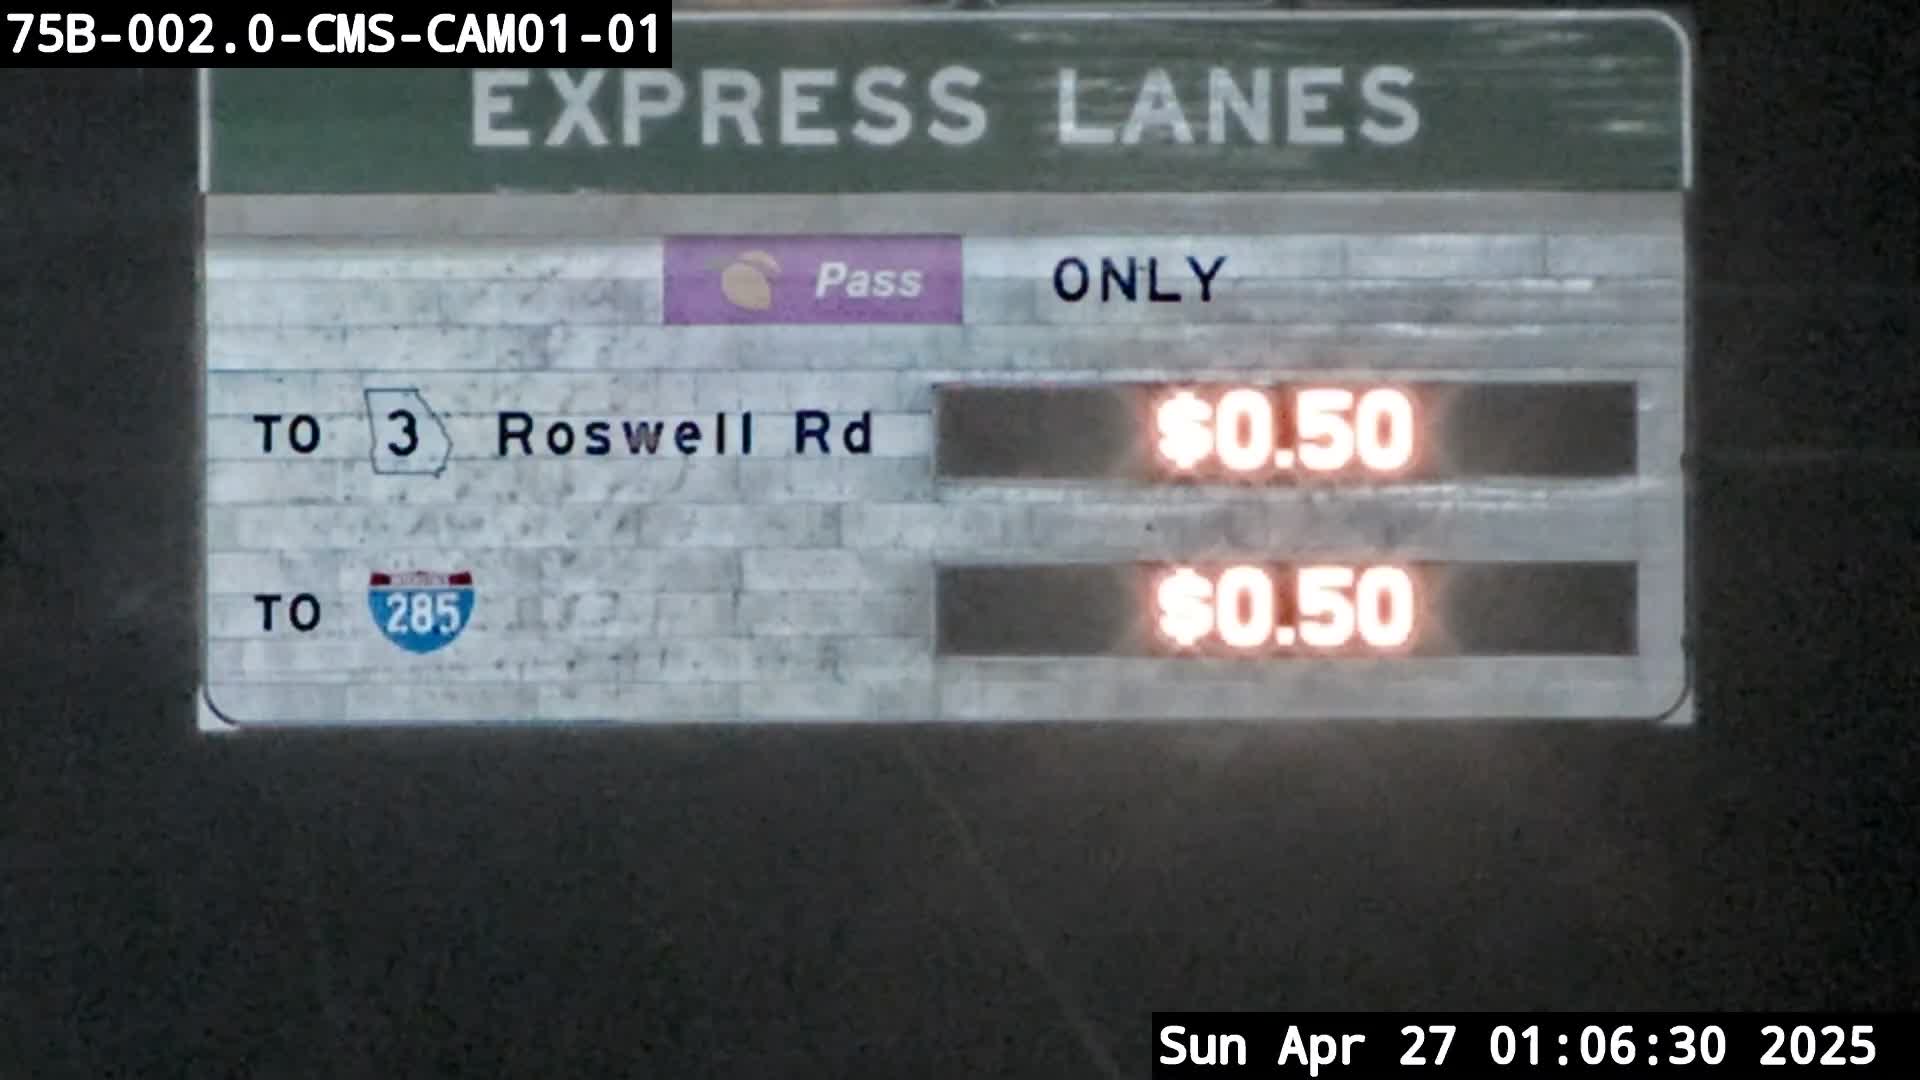 75B-002.0-CMS-CAM01-01
EXPRESS LANES
Pass ONLY
TO 3 Roswell Rd $0.50
TO 285 $0.50
Sun Apr 27 01:06:30 2025